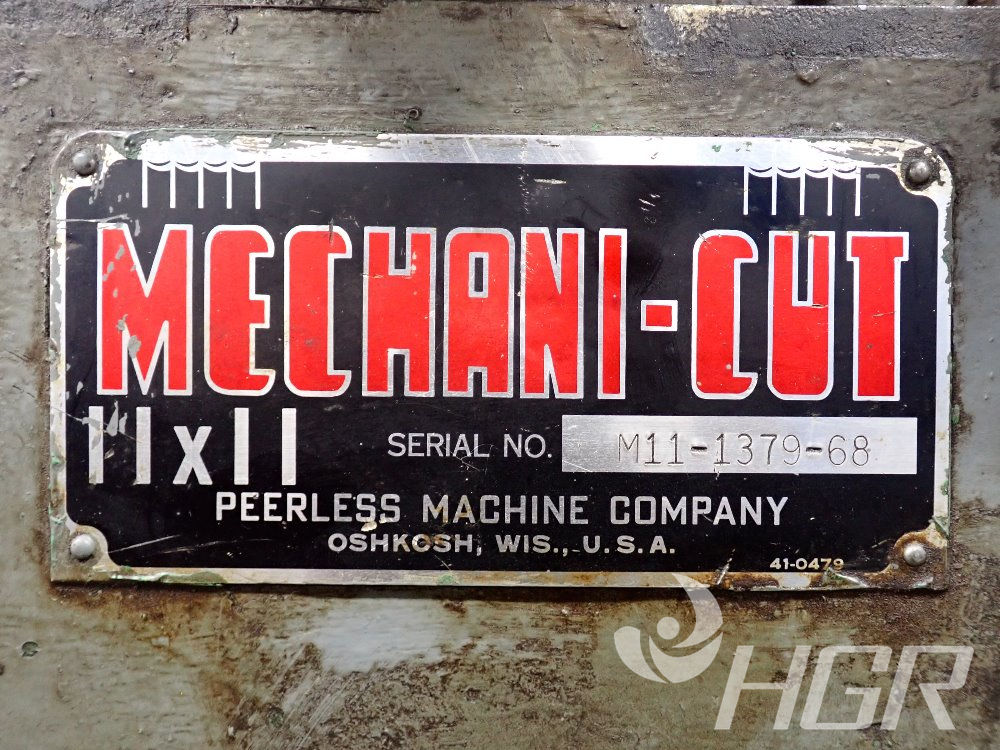 MECHANI-CUT
11x11
SERIAL NO. M11-1379-68
PEERLESS MACHINE COMPANY
OSHKOSH, WIS., U.S.A.
41-0479
HGR